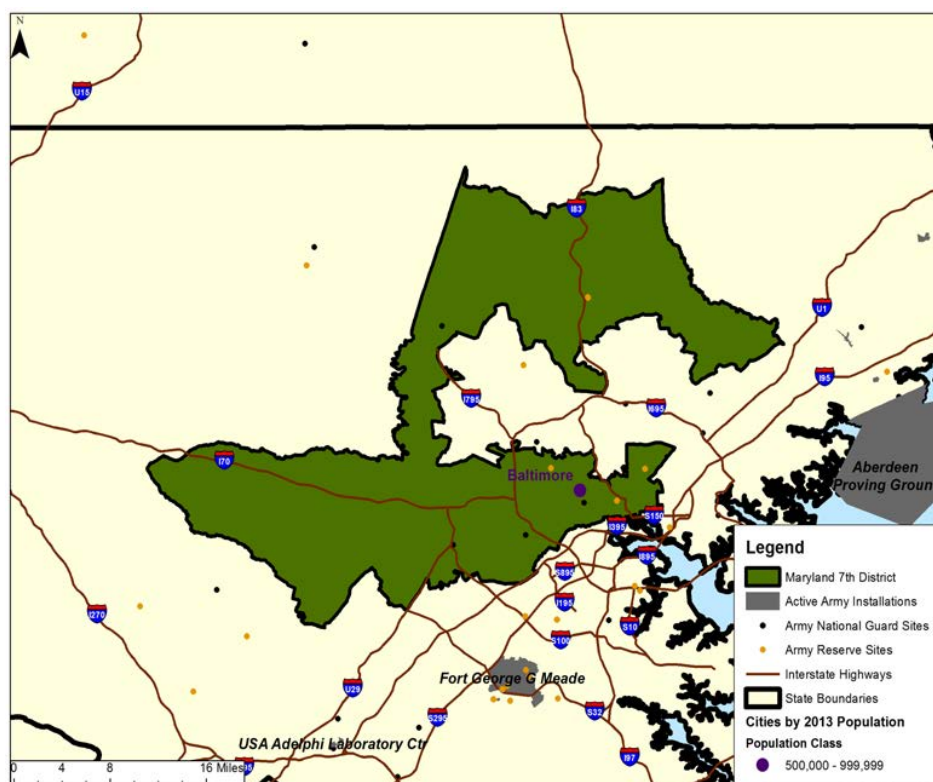 N
U15
I83
U1
I95
I795
I695
I70
Baltimore
Aberdeen
Proving Groun
S150
I395
I895
S895
I195
I270
S10
S100
Fort George G Meade
U29
S295
S32
USA Adelphi Laboratory Ctr
I97
0 4 8 16 Miles
Legend
Maryland 7th District
Active Army Installations
Army National Guard Sites
Army Reserve Sites
Interstate Highways
State Boundaries
Cities by 2013 Population
Population Class
500,000 - 999,999